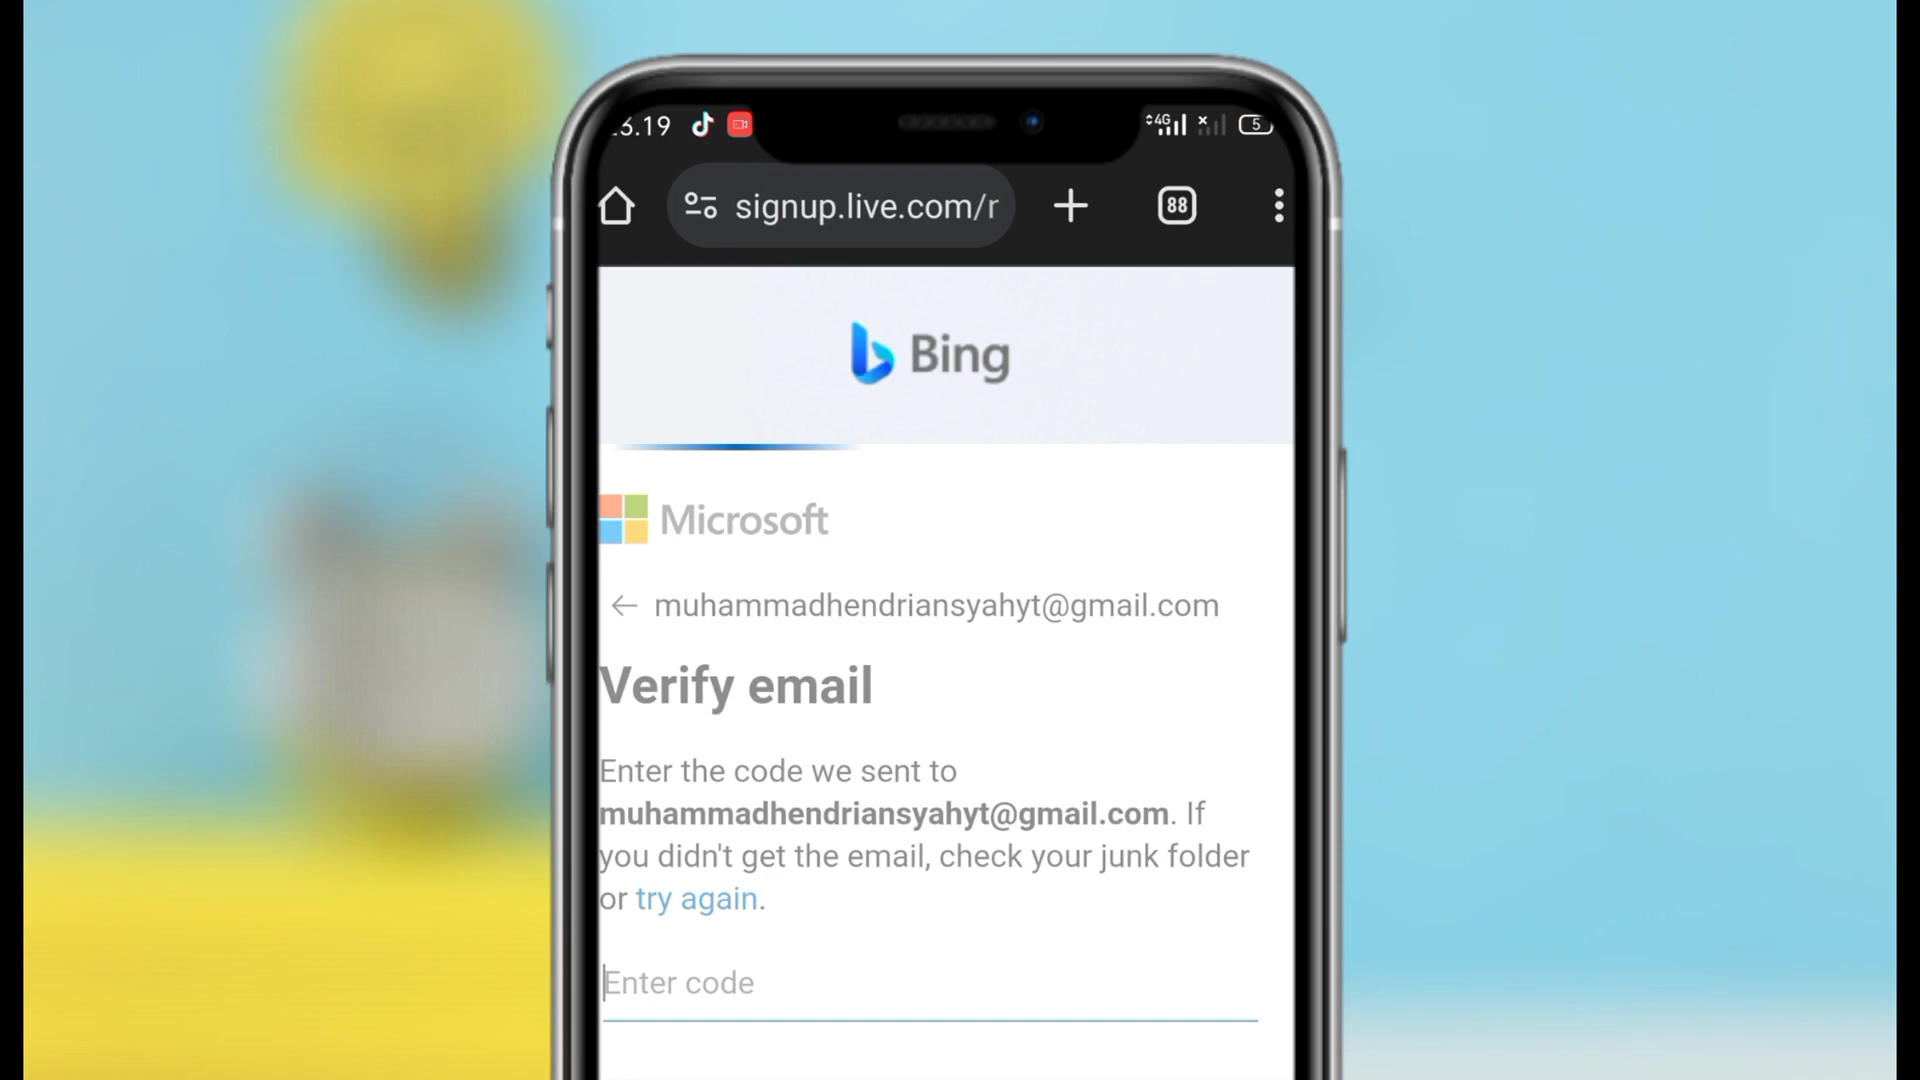 3.19 4G 5
signup.live.com/r 88
Bing
Microsoft
← muhammadhendriansyahyt@gmail.com
Verify email
Enter the code we sent to
muhammadhendriansyahyt@gmail.com. If
you didn't get the email, check your junk folder
or try again.
Enter code